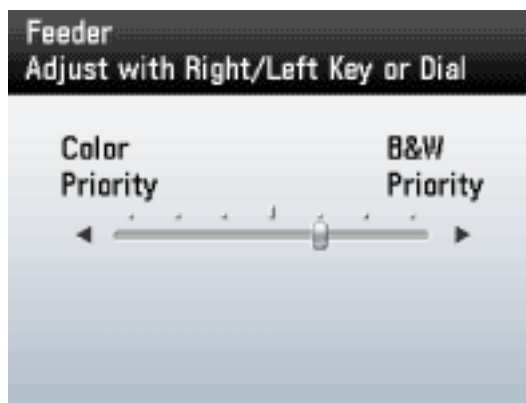 Feeder
Adjust with Right/Left Key or Dial
Color
Priority
B&W
Priority